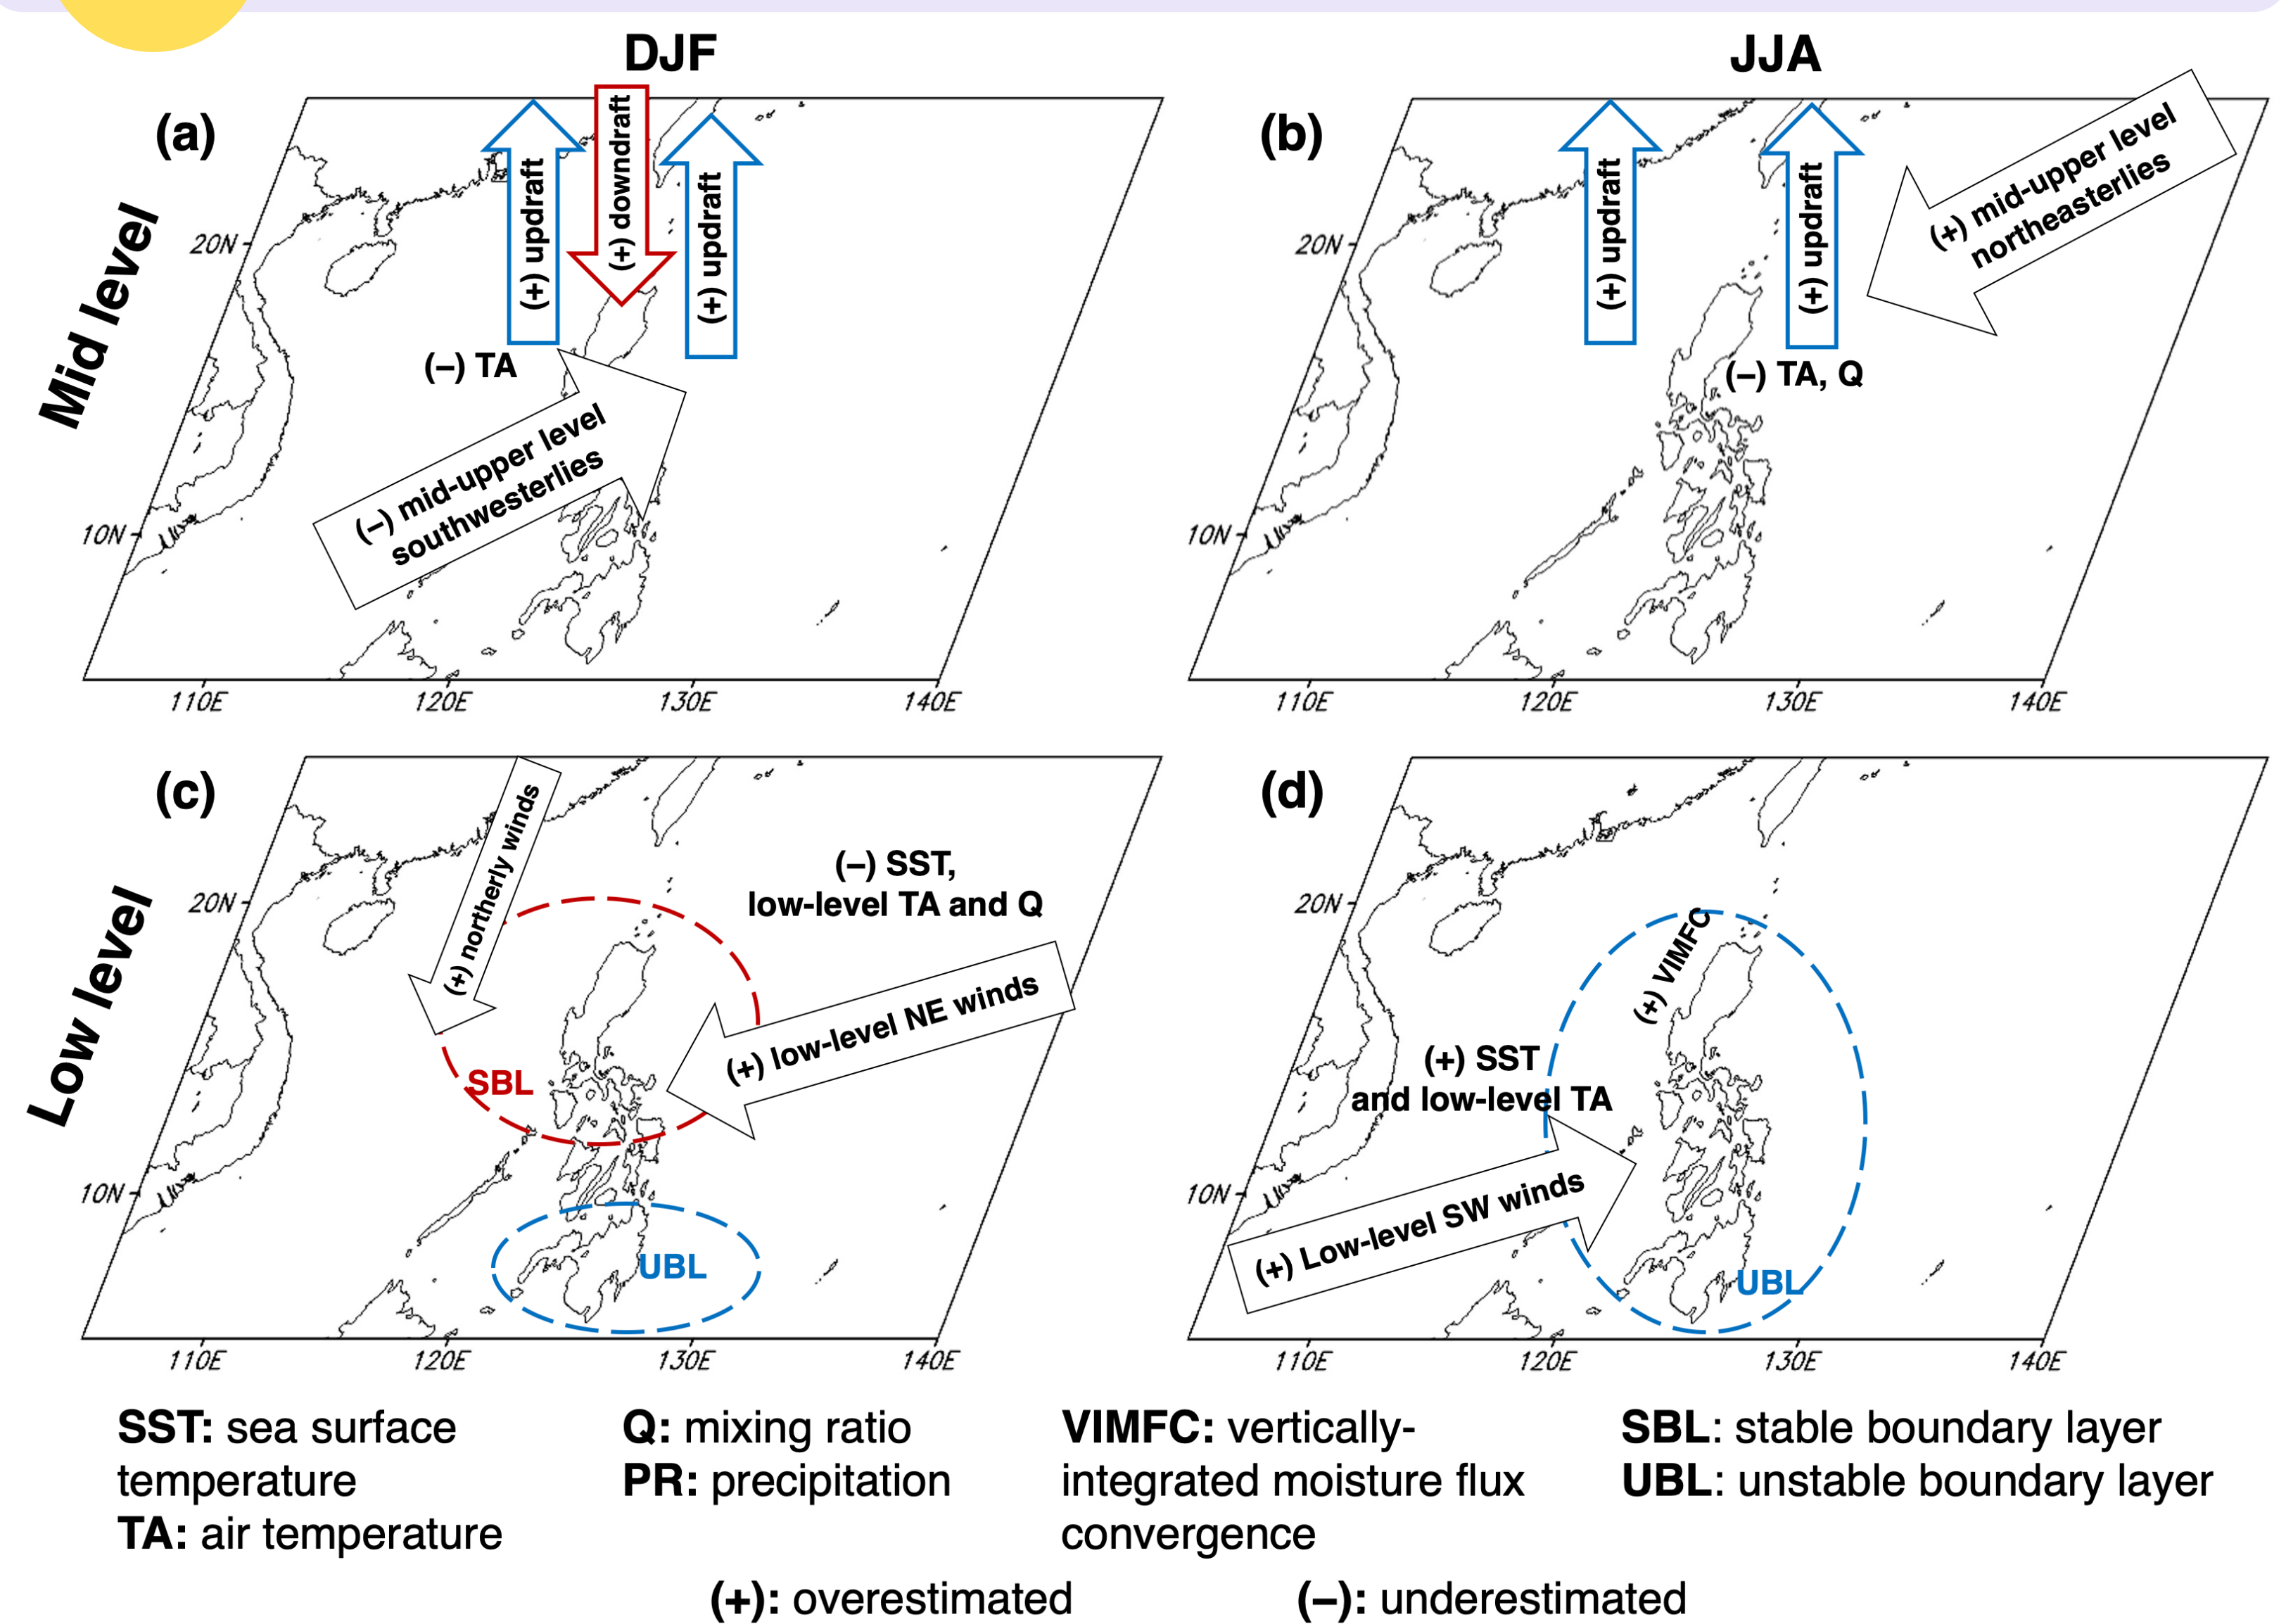 DJF
JJA
(a)
(+) updraft
(+) downdraft
(+) updraft
Mid level
20N
(–) TA
(–) mid-upper level
southwesterlies
10N
110E
120E
130E
140E
(b)
(+) updraft
(+) updraft
(+) mid-upper level
northeasterlies
20N
(–) TA, Q
10N
110E
120E
130E
140E
(c)
(+) northerly winds
(–) SST,
low-level TA and Q
Low level
20N
(+) low-level NE winds
SBL
10N
UBL
110E
120E
130E
140E
(d)
20N
(+) VIMFC
(+) SST
and low-level TA
10N
(+) Low-level SW winds
UBL
110E
120E
130E
140E
SST: sea surface
temperature
TA: air temperature
Q: mixing ratio
PR: precipitation
VIMFC: vertically-
integrated moisture flux
convergence
SBL: stable boundary layer
UBL: unstable boundary layer
(+): overestimated
(–): underestimated